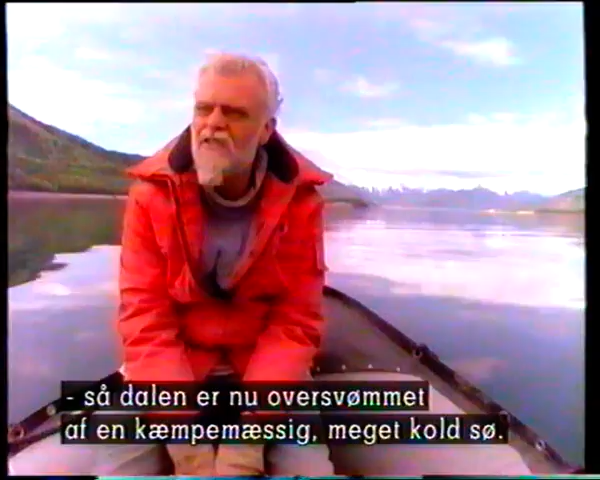 - så dalen er nu oversvømmet
af en kæmpemæssig, meget kold sø.